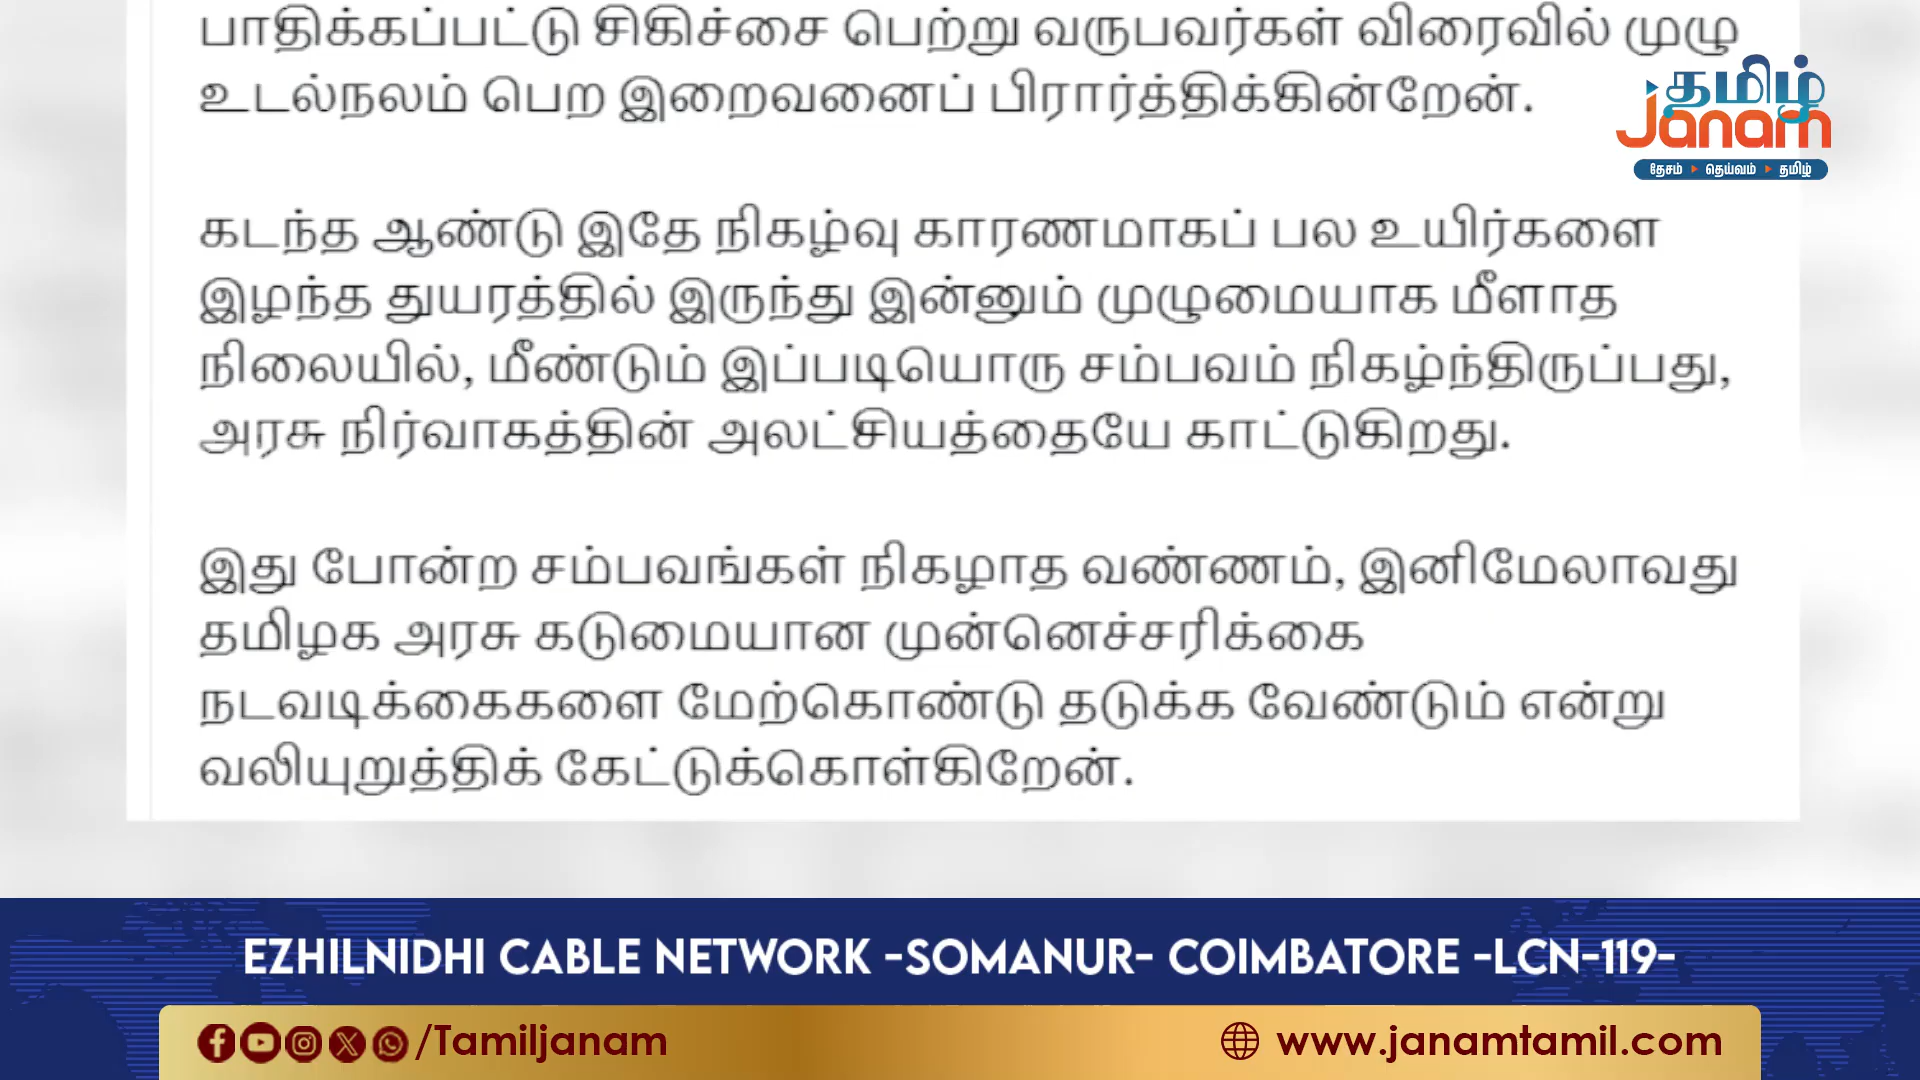 பாதிக்கப்பட்டு சிகிச்சை பெற்று வருபவர்கள் விரைவில் முழு
உடல்நலம் பெற இறைவனைப் பிரார்த்திக்கின்றேன்.
தமிழ்
Janam
தேசம் தெய்வம் தமிழ்
கடந்த ஆண்டு இதே நிகழ்வு காரணமாகப் பல உயிர்களை
இழந்த துயரத்தில் இருந்து இன்னும் முழுமையாக மீளாத
நிலையில், மீண்டும் இப்படியொரு சம்பவம் நிகழ்ந்திருப்பது,
அரசு நிர்வாகத்தின் அலட்சியத்தையே காட்டுகிறது.
இது போன்ற சம்பவங்கள் நிகழாத வண்ணம், இனிமேலாவது
தமிழக அரசு கடுமையான முன்னெச்சரிக்கை
நடவடிக்கைகளை மேற்கொண்டு தடுக்க வேண்டும் என்று
வலியுறுத்திக் கேட்டுக்கொள்கிறேன்.
EZHILNIDHI CABLE NETWORK -SOMANUR- COIMBATORE -LCN-119-
/Tamiljanam
www.janamtamil.com